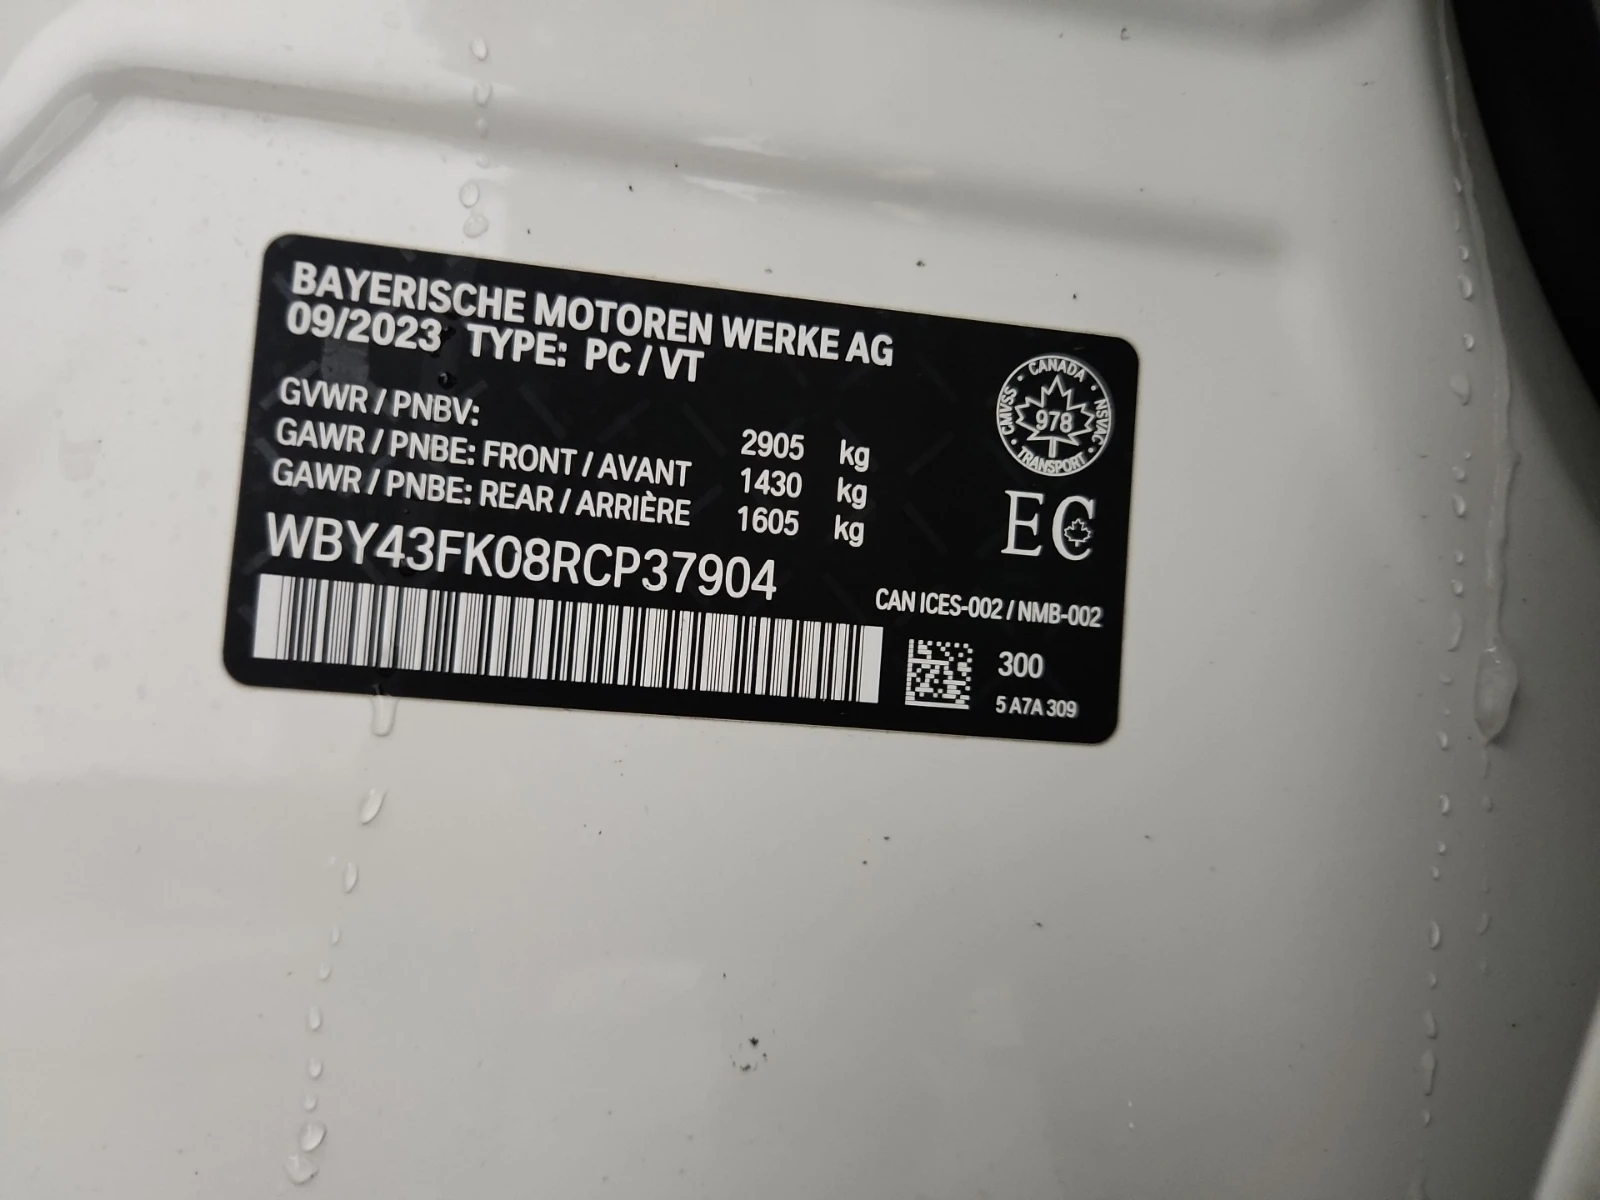 BAYERISCHE MOTOREN WERKE AG
09/2023 TYPE: PC / VT
GVWR / PNBV: 2905 kg
GAWR / PNBE: FRONT / AVANT 1430 kg
GAWR / PNBE: REAR / ARRIÈRE 1605 kg
WBY43FK08RCP37904
CANADA
CMVSS 978 NSVAC
TRANSPORT
EC
CAN ICES-002 / NMB-002
300
5 A7A 309